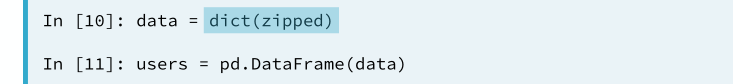 In [10]: data = dict(zipped)
In [11]: users = pd.DataFrame(data)